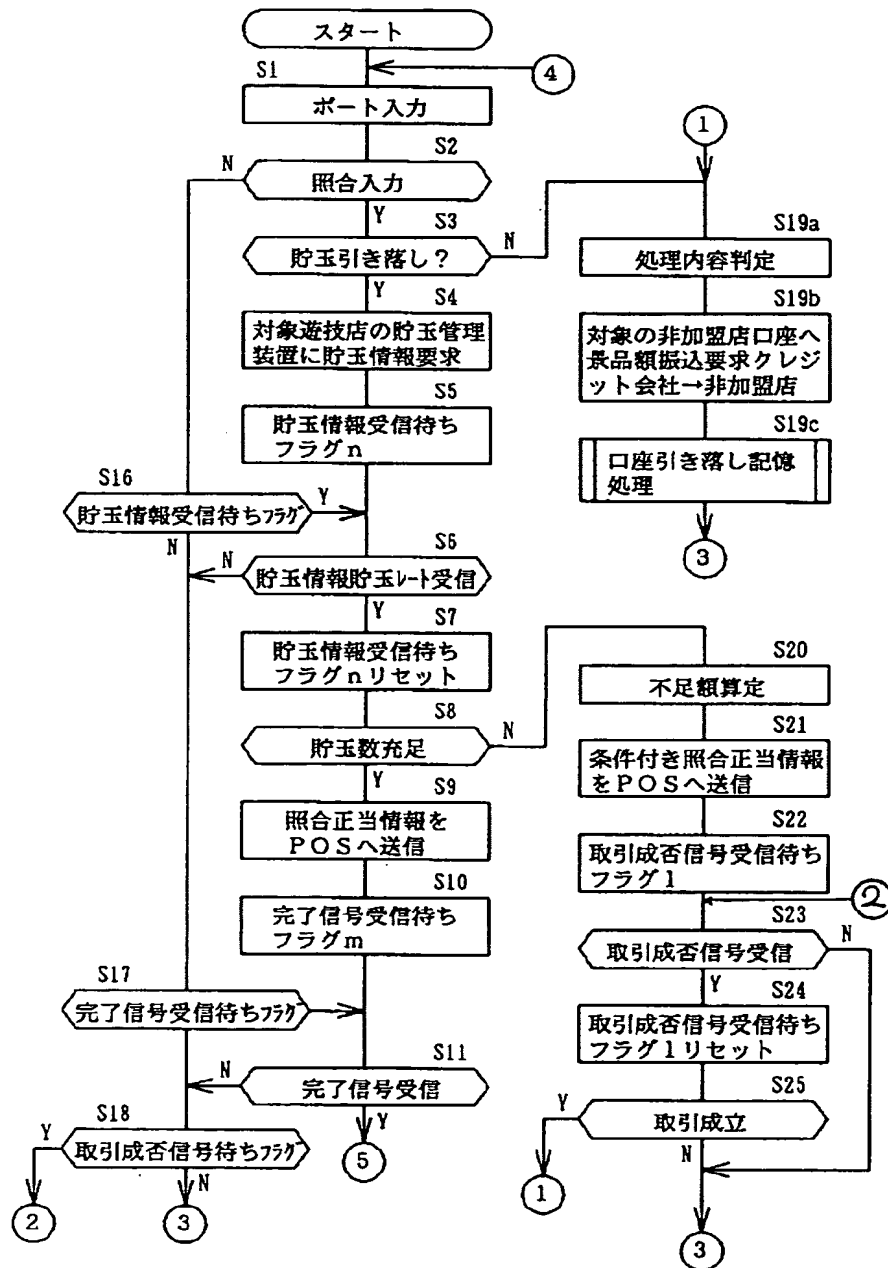 スタート
S1
④
ポート入力
①
S2
N
照合入力
Y
S3
N
貯玉引き落し?
S19a
処理内容判定
Y
S4
対象遊技店の貯玉管理
装置に貯玉情報要求
S19b
対象の非加盟店口座へ
景品額振込要求クレジ
ット会社→非加盟店
S5
貯玉情報受信待ち
フラグn
S19c
口座引き落し記憶
処理
S16
貯玉情報受信待ちフラグ
Y
N
③
S6
N
貯玉情報貯玉レート受信
Y
S7
貯玉情報受信待ち
フラグnリセット
S20
不足額算定
S8
N
貯玉数充足
S21
条件付き照合正当情報
をPOSへ送信
Y
S9
照合正当情報を
POSへ送信
S22
取引成否信号受信待ち
フラグl
S10
完了信号受信待ち
フラグm
②
S23
N
取引成否信号受信
S17
完了信号受信待ちフラグ
Y
S24
取引成否信号受信待ち
フラグlリセット
S11
N
完了信号受信
S25
Y
取引成立
S18
Y
取引成否信号待ちフラグ
Y
⑤
N
N
②
③
①
③